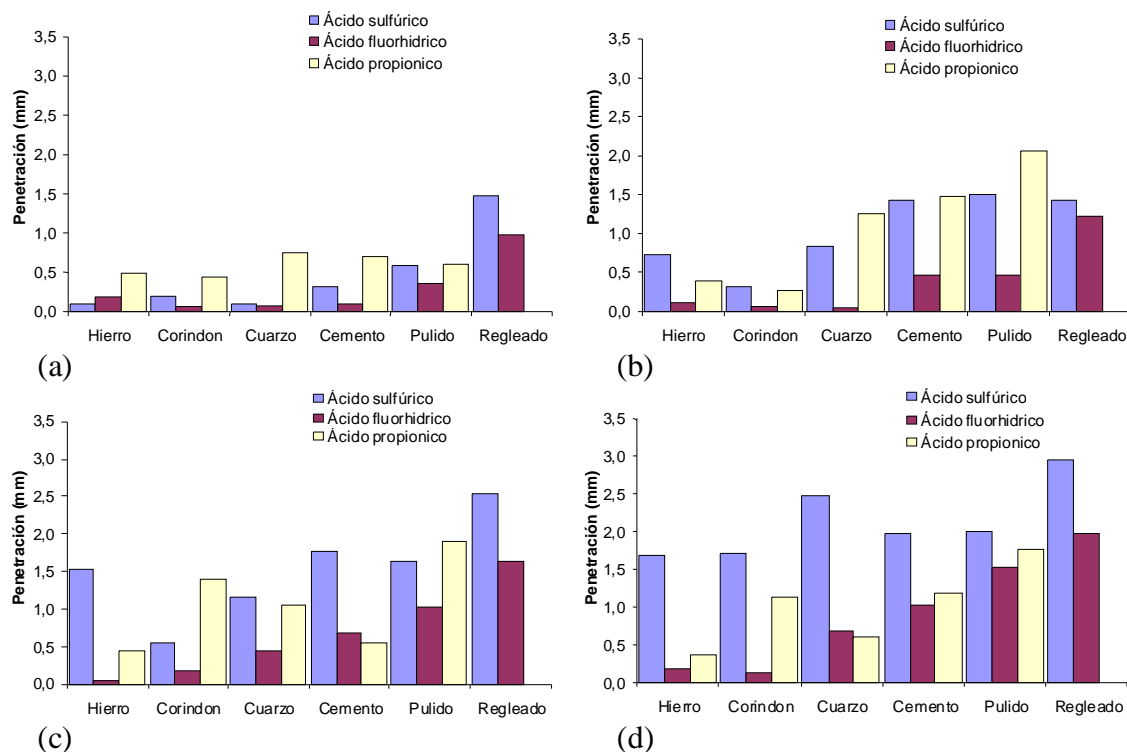 Ácido sulfúrico
Ácido fluorhidrico
Ácido propionico
Penetración (mm)
3,5
3,0
2,5
2,0
1,5
1,0
0,5
0,0
Hierro Corindon Cuarzo Cemento Pulido Regleado
(a)
Ácido sulfúrico
Ácido fluorhidrico
Ácido propionico
Penetración (mm)
3,5
3,0
2,5
2,0
1,5
1,0
0,5
0,0
Hierro Corindon Cuarzo Cemento Pulido Regleado
(b)
Ácido sulfúrico
Ácido fluorhidrico
Ácido propionico
Penetración (mm)
3,5
3,0
2,5
2,0
1,5
1,0
0,5
0,0
Hierro Corindon Cuarzo Cemento Pulido Regleado
(c)
Ácido sulfúrico
Ácido fluorhidrico
Ácido propionico
Penetración (mm)
3,5
3,0
2,5
2,0
1,5
1,0
0,5
0,0
Hierro Corindon Cuarzo Cemento Pulido Regleado
(d)